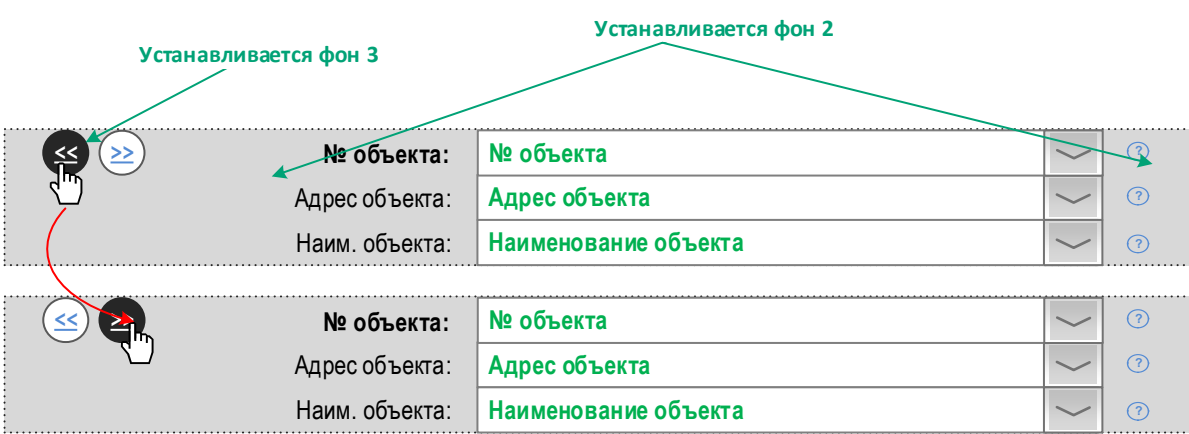 Устанавливается фон 2
Устанавливается фон 3
<< >> № объекта: № объекта ?
Адрес объекта: Адрес объекта ?
Наим. объекта: Наименование объекта ?
<< >> № объекта: № объекта ?
Адрес объекта: Адрес объекта ?
Наим. объекта: Наименование объекта ?